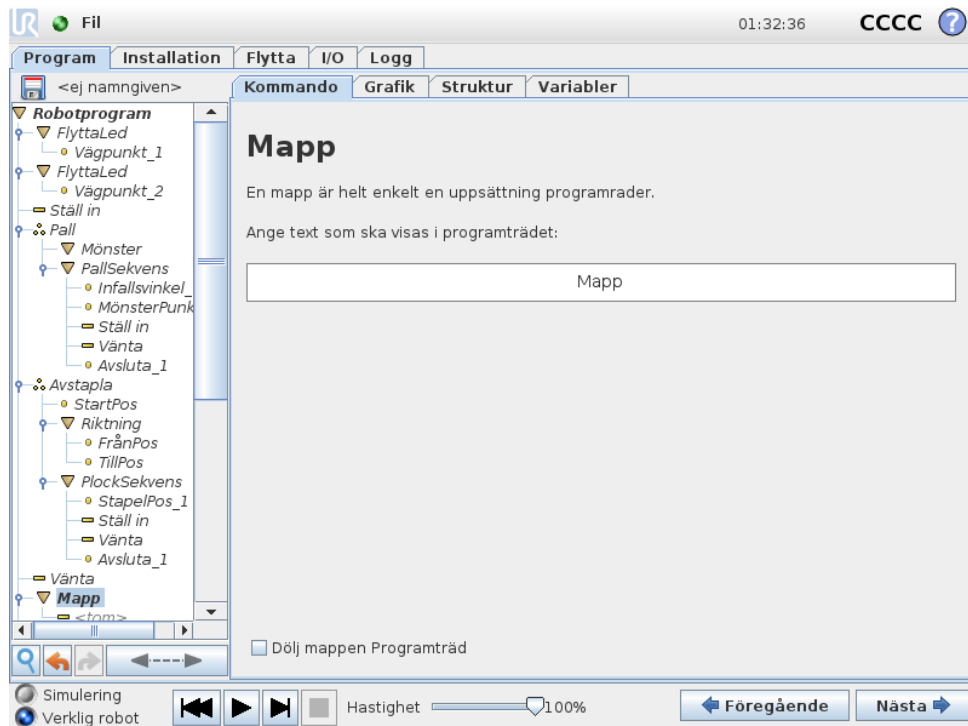 UR Fil 01:32:36 CCCC ?
Program Installation Flytta I/O Logg
<ej namngiven>
Kommando Grafik Struktur Variabler
Robotprogram
FlyttaLed
Vägpunkt_1
FlyttaLed
Vägpunkt_2
Ställ in
Pall
Mönster
PallSekvens
Infallsvinkel_
MönsterPunk
Ställ in
Vänta
Avsluta_1
Avstapla
StartPos
Riktning
FrånPos
TillPos
PlockSekvens
StapelPos_1
Ställ in
Vänta
Avsluta_1
Vänta
Mapp
<tom>
Mapp
En mapp är helt enkelt en uppsättning programrader.
Ange text som ska visas i programträdet:
Mapp
Dölj mappen Programträd
Simulering
Verklig robot
Hastighet 100%
Föregående
Nästa